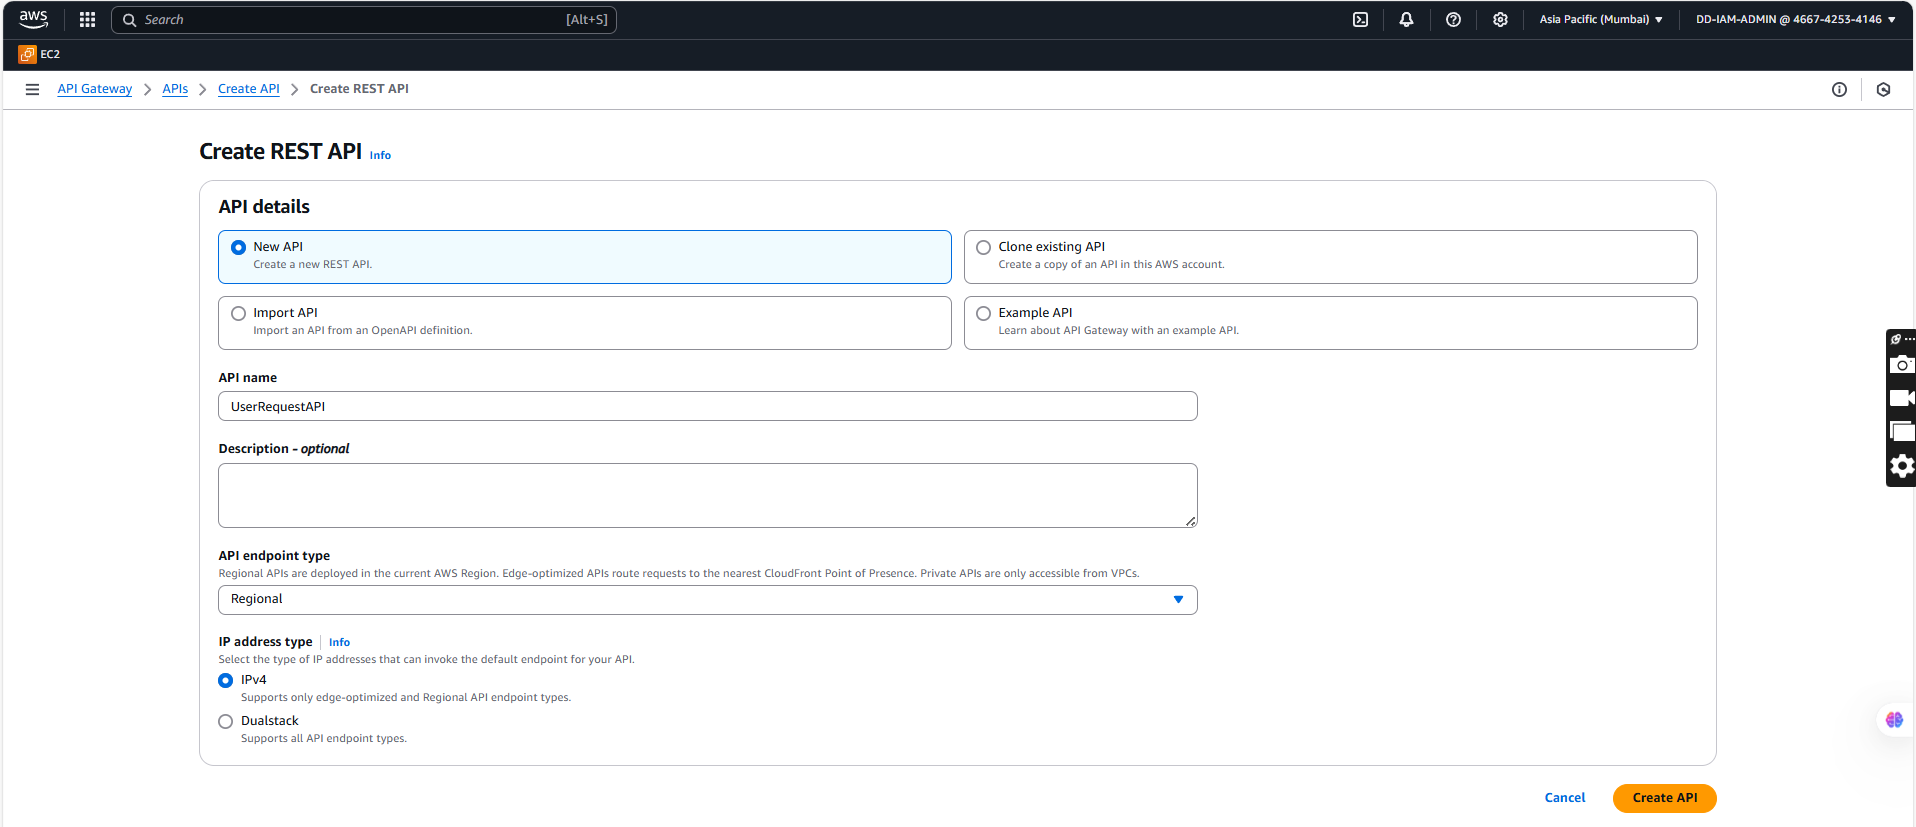 aws
Search [Alt+S]
Asia Pacific (Mumbai) DD-IAM-ADMIN @ 4667-4253-4146
EC2
API Gateway APIs Create API Create REST API
Create REST API Info
API details
New API
Create a new REST API.
Clone existing API
Create a copy of an API in this AWS account.
Import API
Import an API from an OpenAPI definition.
Example API
Learn about API Gateway with an example API.
API name
UserRequestAPI
Description - optional
API endpoint type
Regional APIs are deployed in the current AWS Region. Edge-optimized APIs route requests to the nearest CloudFront Point of Presence. Private APIs are only accessible from VPCs.
Regional
IP address type Info
Select the type of IP addresses that can invoke the default endpoint for your API.
IPv4
Supports only edge-optimized and Regional API endpoint types.
Dualstack
Supports all API endpoint types.
Cancel Create API